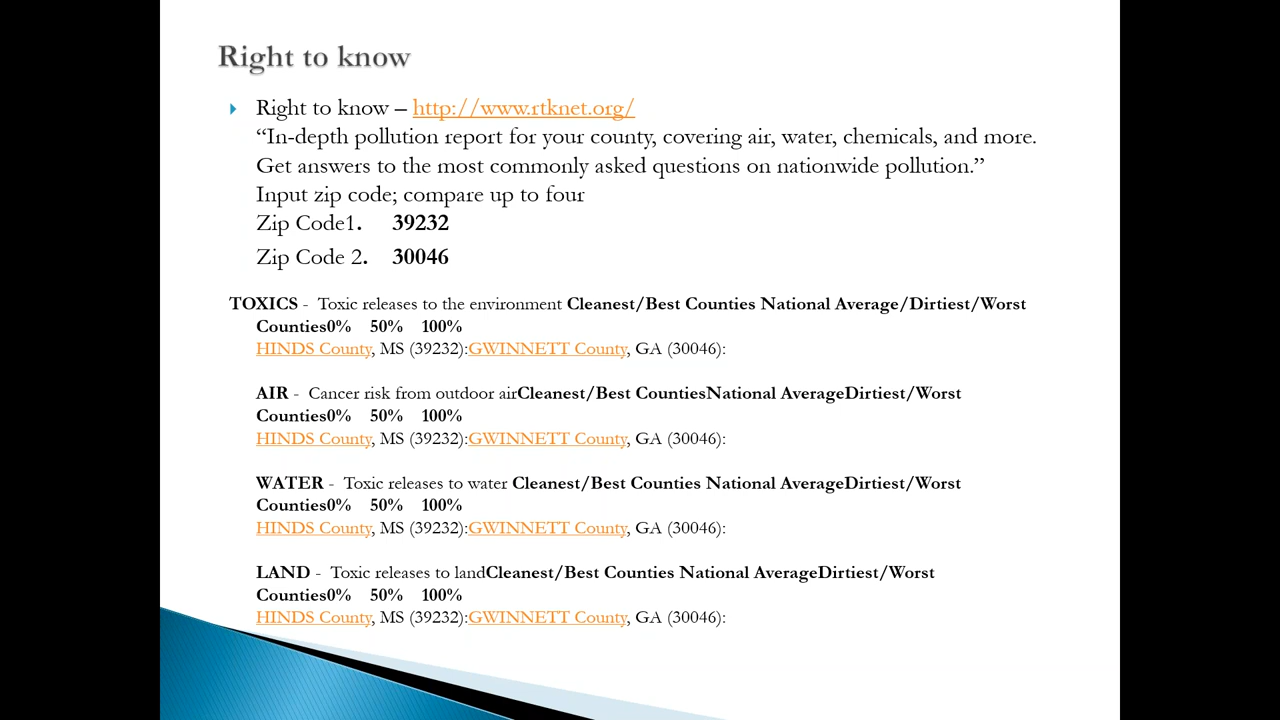 Right to know
Right to know – http://www.rtknet.org/
“In-depth pollution report for your county, covering air, water, chemicals, and more.
Get answers to the most commonly asked questions on nationwide pollution.”
Input zip code; compare up to four
Zip Code1. 39232
Zip Code 2. 30046
TOXICS - Toxic releases to the environment Cleanest/Best Counties National Average/Dirtiest/Worst
Counties0% 50% 100%
HINDS County, MS (39232):GWINNETT County, GA (30046):
AIR - Cancer risk from outdoor airCleanest/Best CountiesNational AverageDirtiest/Worst
Counties0% 50% 100%
HINDS County, MS (39232):GWINNETT County, GA (30046):
WATER - Toxic releases to water Cleanest/Best Counties National AverageDirtiest/Worst
Counties0% 50% 100%
HINDS County, MS (39232):GWINNETT County, GA (30046):
LAND - Toxic releases to landCleanest/Best Counties National AverageDirtiest/Worst
Counties0% 50% 100%
HINDS County, MS (39232):GWINNETT County, GA (30046):